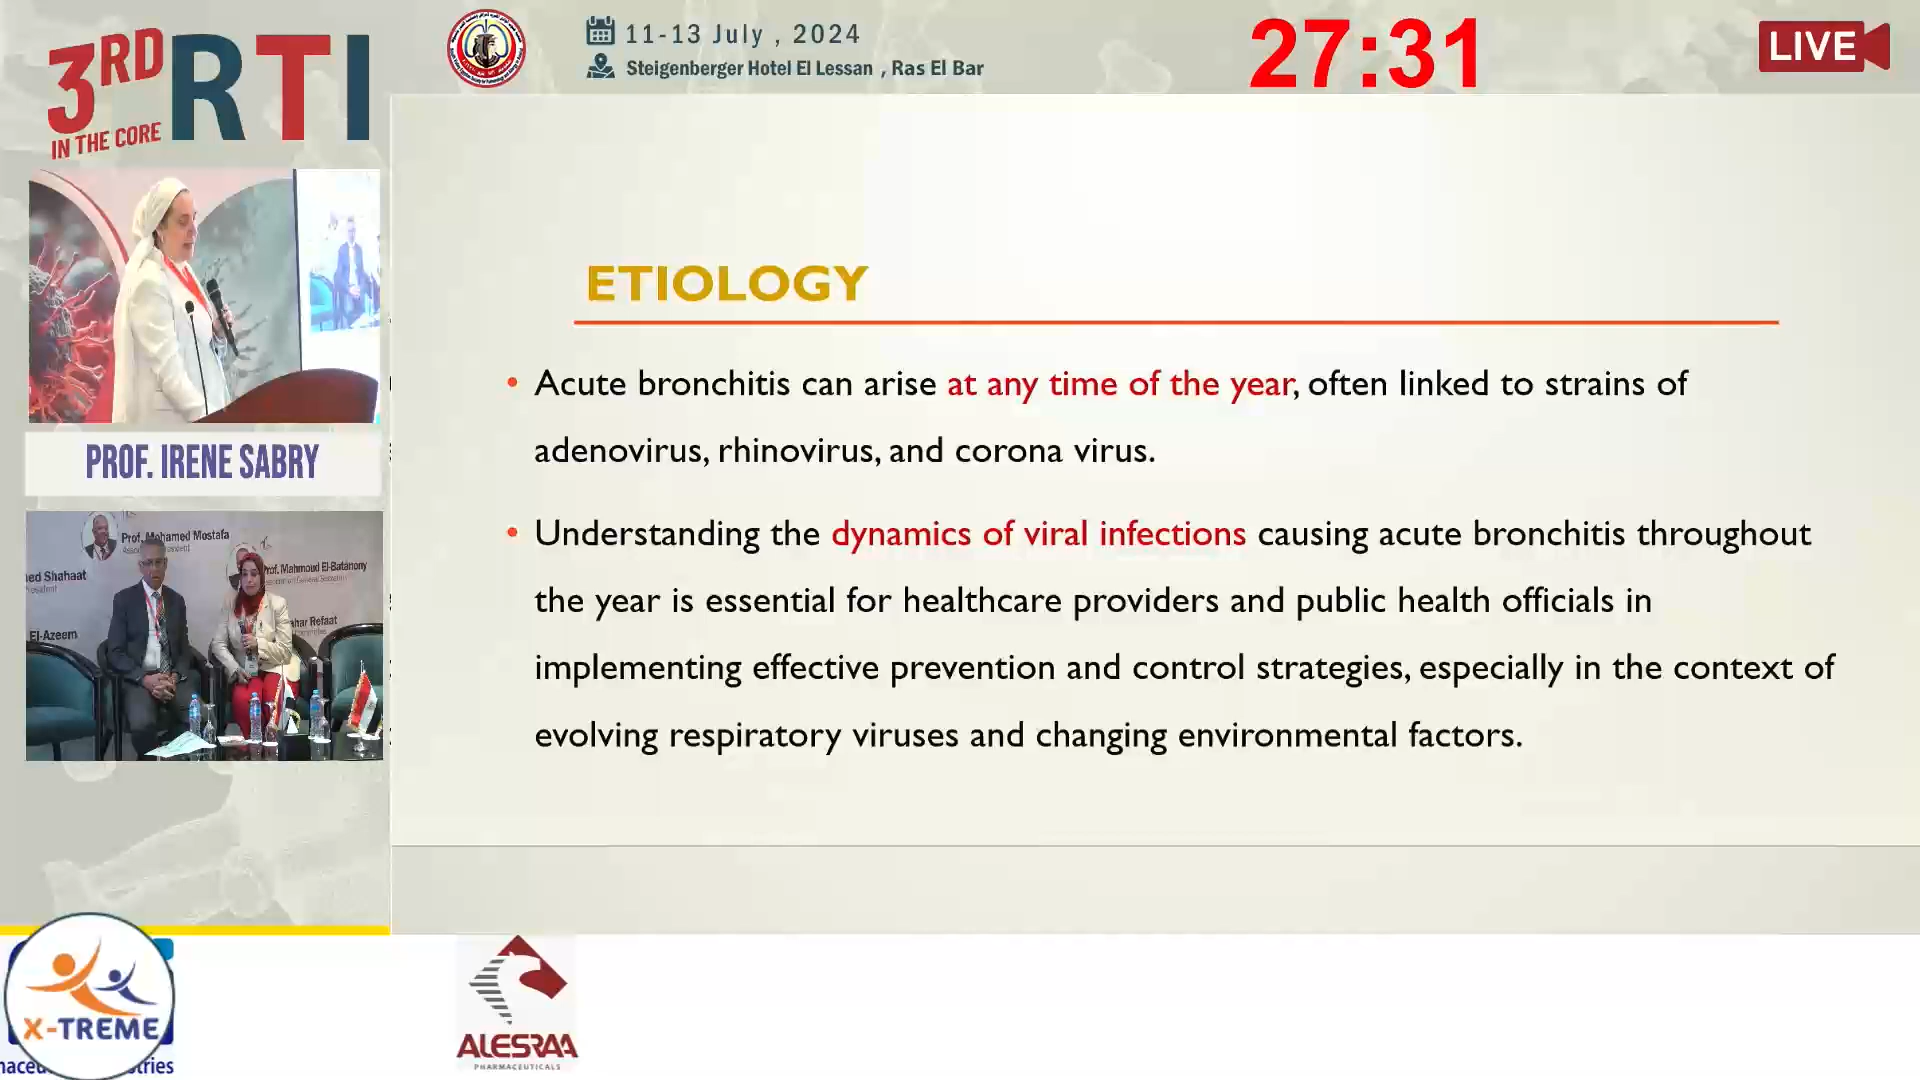 3RD RTI
IN THE CORE
11-13 July , 2024
Steigenberger Hotel El Lessan , Ras El Bar
27:31
LIVE
PROF. IRENE SABRY
Prof. Mohamed Mostafa
Prof. Mahmoud El-Batanony
ed Shahaat
El-Azeem
har Refaat
ETIOLOGY
• Acute bronchitis can arise at any time of the year, often linked to strains of
adenovirus, rhinovirus, and corona virus.
• Understanding the dynamics of viral infections causing acute bronchitis throughout
the year is essential for healthcare providers and public health officials in
implementing effective prevention and control strategies, especially in the context of
evolving respiratory viruses and changing environmental factors.
X-TREME
ALESRAA
PHARMACEUTICALS